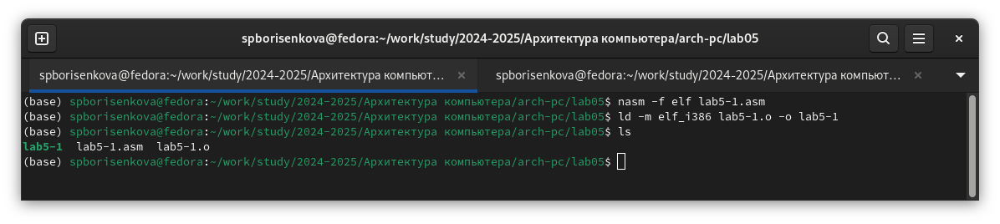 spborisenkova@fedora:~/work/study/2024-2025/Архитектура компьютера/arch-pc/lab05
spborisenkova@fedora:~/work/study/2024-2025/Архитектура компьют... × spborisenkova@fedora:~/work/study/2024-2025/Архитектура компьют... ×
(base) spborisenkova@fedora:~/work/study/2024-2025/Архитектура компьютера/arch-pc/lab05$ nasm -f elf lab5-1.asm
(base) spborisenkova@fedora:~/work/study/2024-2025/Архитектура компьютера/arch-pc/lab05$ ld -m elf_i386 lab5-1.o -o lab5-1
(base) spborisenkova@fedora:~/work/study/2024-2025/Архитектура компьютера/arch-pc/lab05$ ls
lab5-1  lab5-1.asm  lab5-1.o
(base) spborisenkova@fedora:~/work/study/2024-2025/Архитектура компьютера/arch-pc/lab05$